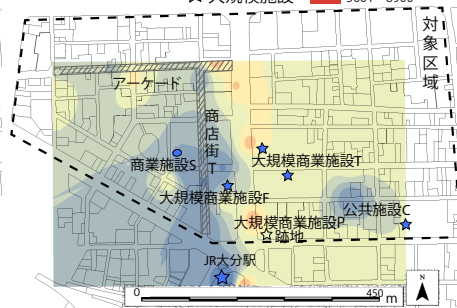 ☆ 大規模施設
対象区域
アーケード
商店街T
商業施設S
大規模商業施設T
大規模商業施設F
公共施設C
大規模商業施設P
跡地
JR大分駅
N
0 450 m